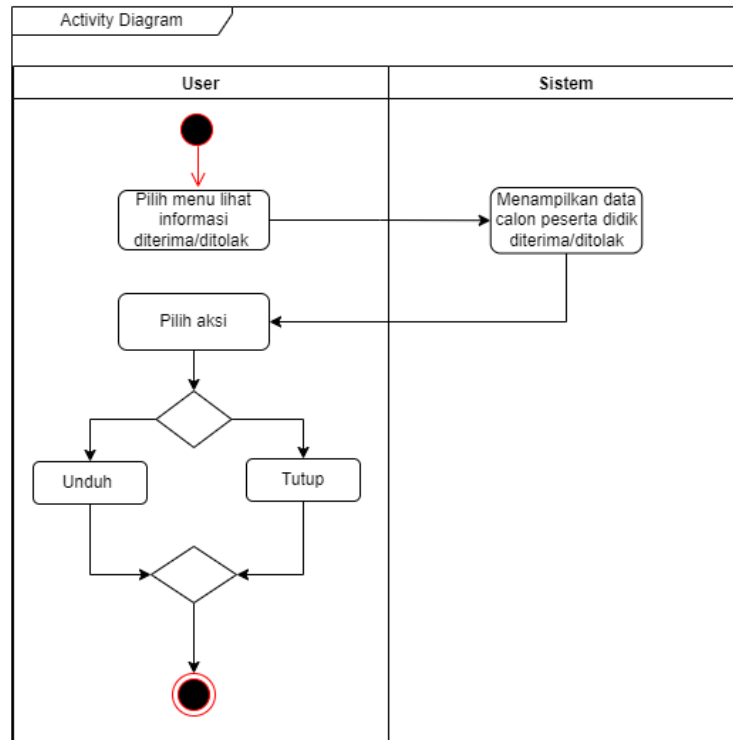 Activity Diagram
User
Sistem
Pilih menu lihat
informasi
diterima/ditolak
Menampilkan data
calon peserta didik
diterima/ditolak
Pilih aksi
Unduh
Tutup